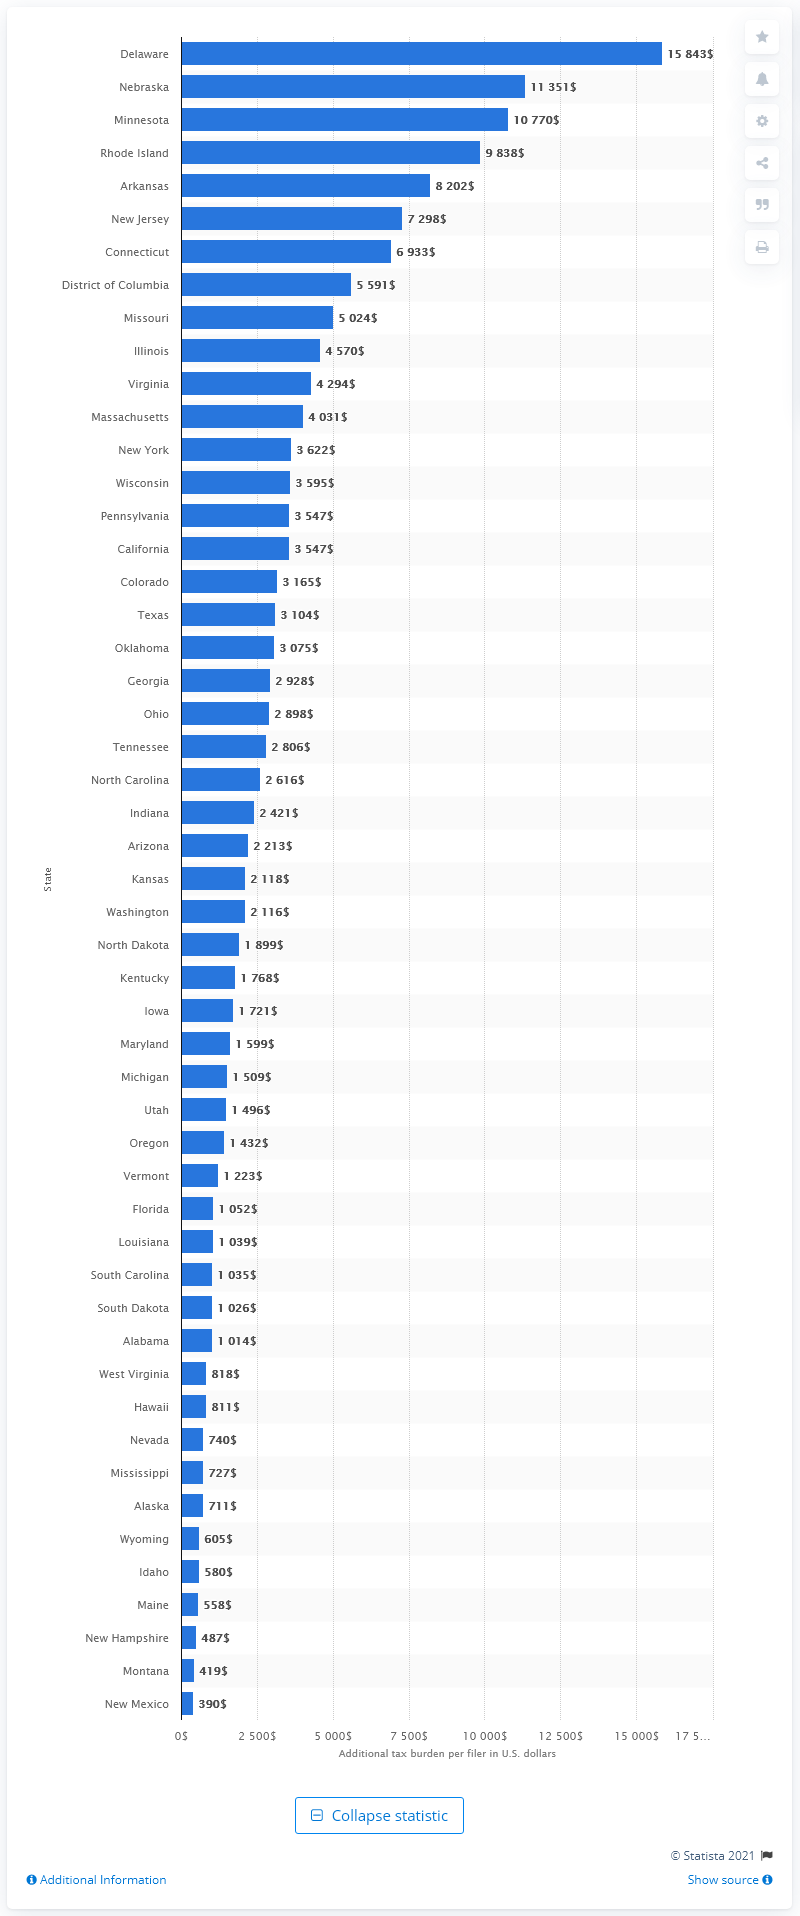 Delaware 15 843$
Nebraska 11 351$
Minnesota 10 770$
Rhode Island 9 838$
Arkansas 8 202$
New Jersey 7 298$
Connecticut 6 933$
District of Columbia 5 591$
Missouri 5 024$
Illinois 4 570$
Virginia 4 294$
Massachusetts 4 031$
New York 3 622$
Wisconsin 3 595$
Pennsylvania 3 547$
California 3 547$
Colorado 3 165$
Texas 3 104$
Oklahoma 3 075$
Georgia 2 928$
Ohio 2 898$
Tennessee 2 806$
North Carolina 2 616$
Indiana 2 421$
Arizona 2 213$
Kansas 2 118$
Washington 2 116$
North Dakota 1 899$
Kentucky 1 768$
Iowa 1 721$
Maryland 1 599$
Michigan 1 509$
Utah 1 496$
Oregon 1 432$
Vermont 1 223$
Florida 1 052$
Louisiana 1 039$
South Carolina 1 035$
South Dakota 1 026$
Alabama 1 014$
West Virginia 818$
Hawaii 811$
Nevada 740$
Mississippi 727$
Alaska 711$
Wyoming 605$
Idaho 580$
Maine 558$
New Hampshire 487$
Montana 419$
New Mexico 390$
State
0$ 2 500$ 5 000$ 7 500$ 10 000$ 12 500$ 15 000$ 17 5...
Additional tax burden per filer in U.S. dollars
Collapse statistic
© Statista 2021
Additional Information Show source